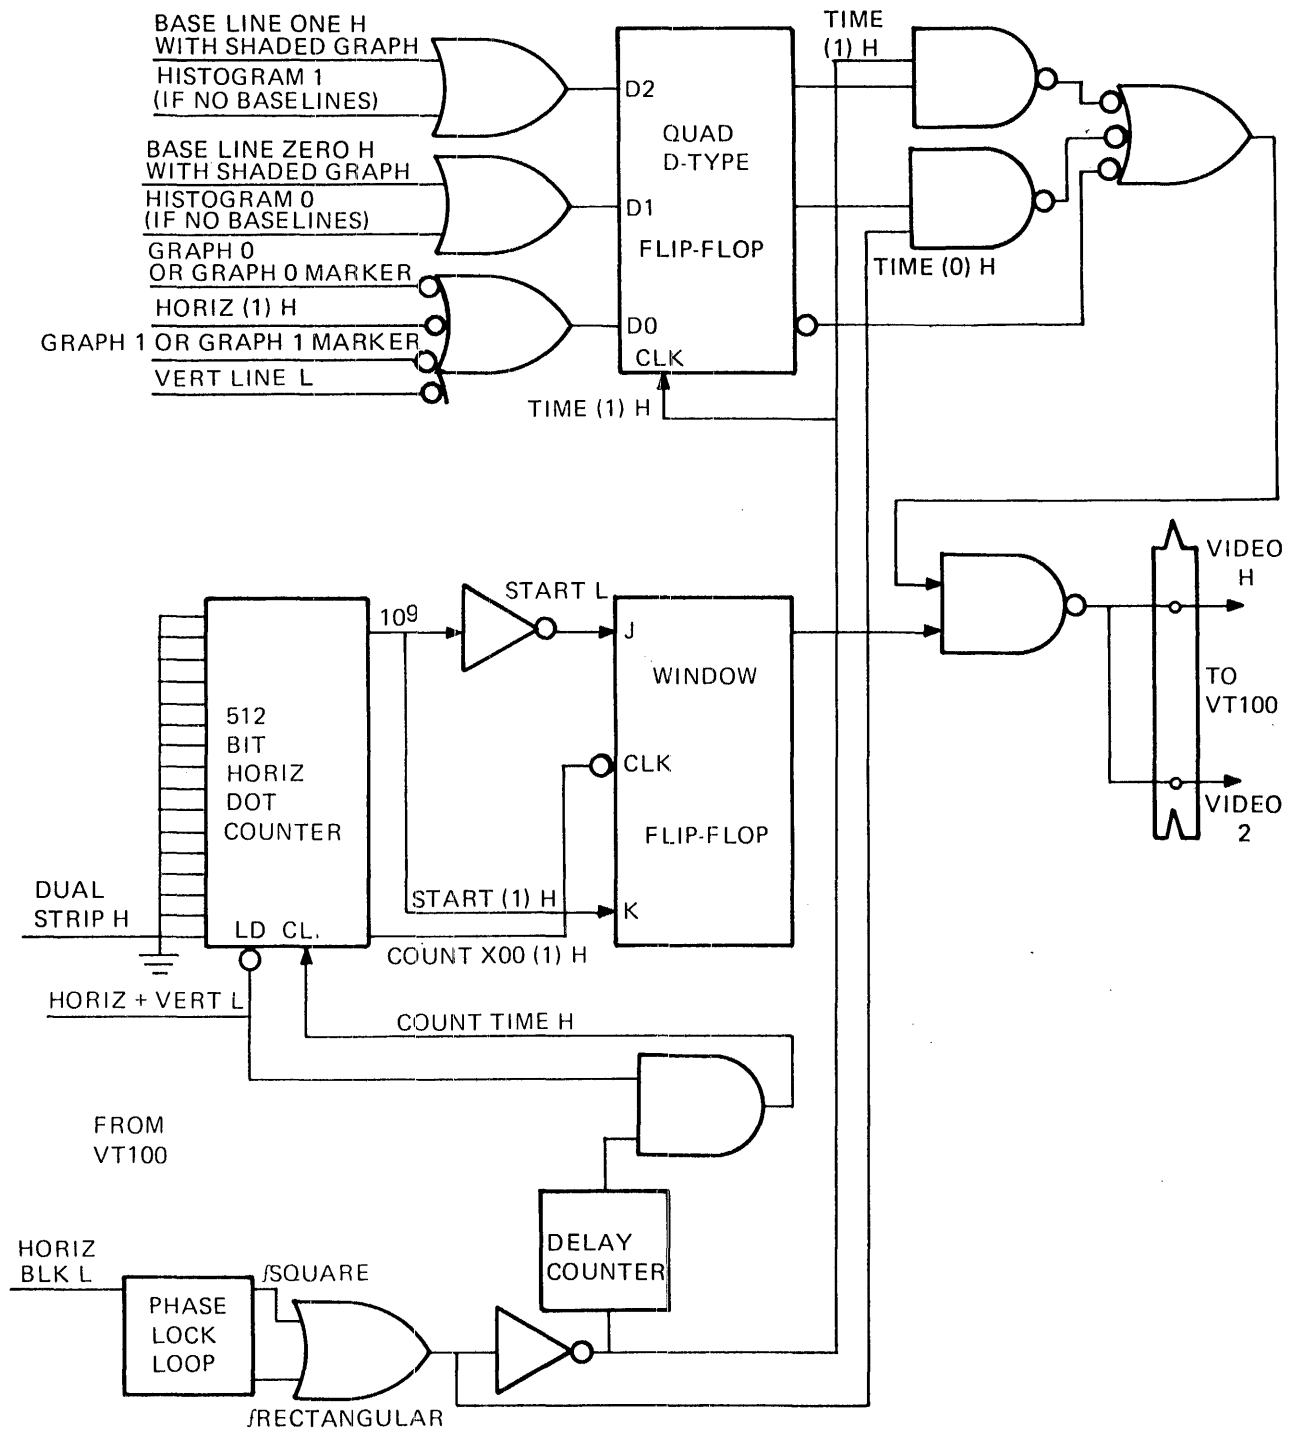 BASE LINE ONE H
WITH SHADED GRAPH
HISTOGRAM 1
(IF NO BASELINES)
BASE LINE ZERO H
WITH SHADED GRAPH
HISTOGRAM 0
(IF NO BASELINES)
GRAPH 0
OR GRAPH 0 MARKER
HORIZ (1) H
GRAPH 1 OR GRAPH 1 MARKER
VERT LINE L
D2
QUAD
D-TYPE
D1
FLIP-FLOP
D0
CLK
TIME (1) H
TIME
(1) H
TIME (0) H
VIDEO
H
TO
VT100
VIDEO
2
START L
109
J
WINDOW
CLK
FLIP-FLOP
K
START (1) H
COUNT X00 (1) H
512
BIT
HORIZ
DOT
COUNTER
LD CL.
DUAL
STRIP H
HORIZ + VERT L
COUNT TIME H
FROM
VT100
DELAY
COUNTER
HORIZ
BLK L
PHASE
LOCK
LOOP
∫SQUARE
∫RECTANGULAR